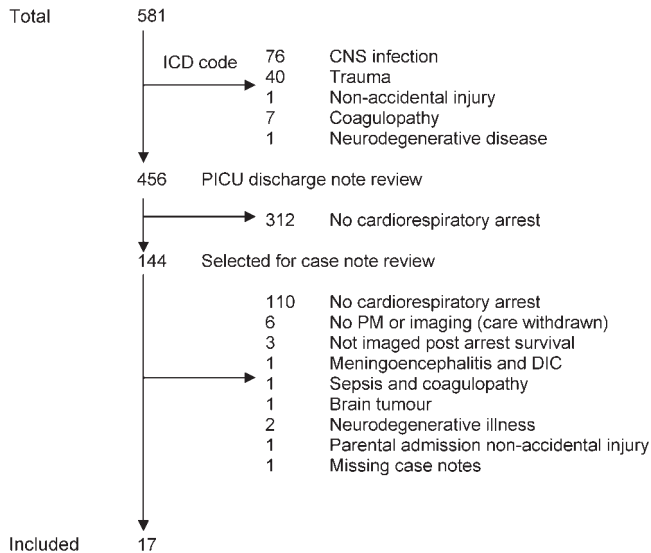 Total 581
ICD code
76 CNS infection
40 Trauma
1 Non-accidental injury
7 Coagulopathy
1 Neurodegenerative disease
456 PICU discharge note review
312 No cardiorespiratory arrest
144 Selected for case note review
110 No cardiorespiratory arrest
6 No PM or imaging (care withdrawn)
3 Not imaged post arrest survival
1 Meningoencephalitis and DIC
1 Sepsis and coagulopathy
1 Brain tumour
2 Neurodegenerative illness
1 Parental admission non-accidental injury
1 Missing case notes
Included 17